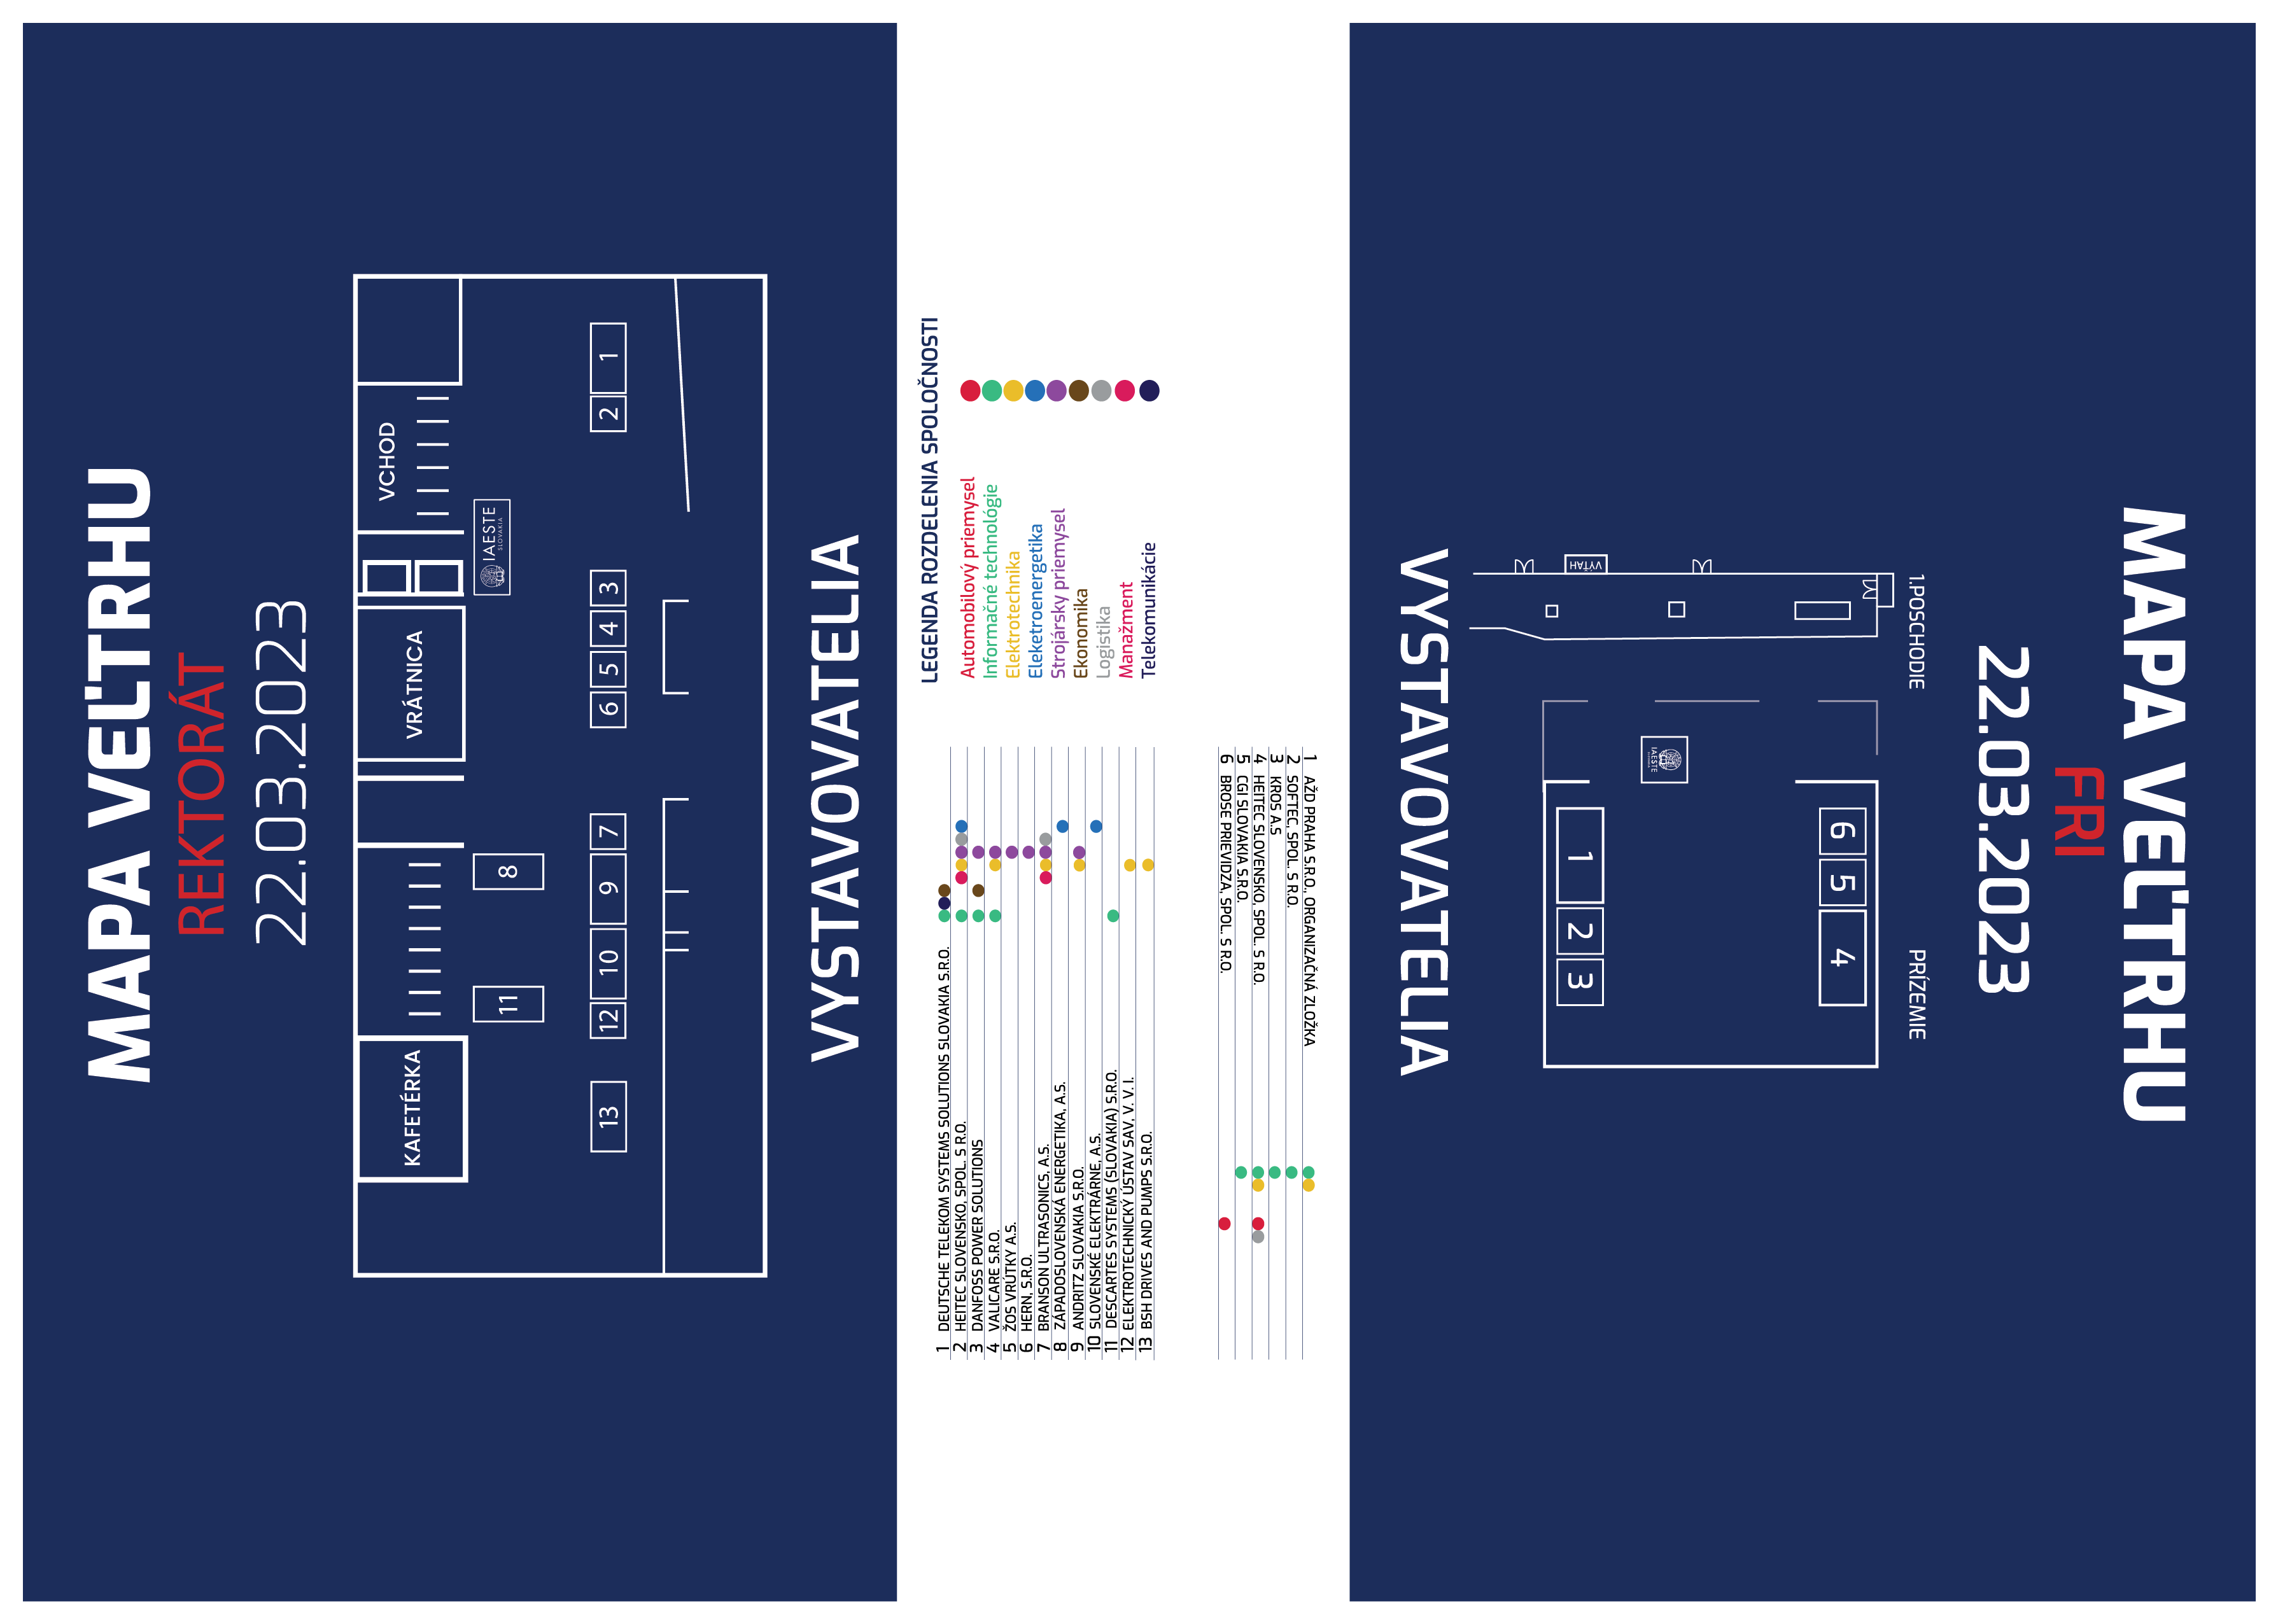 MAPA VEĽTRHU
REKTORÁT
22.03.2023
VCHOD
VRÁTNICA
KAFETÉRKA
IAESTE
SLOVAKIA
1
2
3
4
5
6
7
8
9
10
11
12
13
VYSTAVOVATELIA
LEGENDA ROZDELENIA SPOLOČNOSTI
Automobilový priemysel
Informačné technológie
Elektrotechnika
Eleketroenergetika
Strojársky priemysel
Ekonomika
Logistika
Manažment
Telekomunikácie
1 DEUTSCHE TELEKOM SYSTEMS SOLUTIONS SLOVAKIA S.R.O.
2 HEITEC SLOVENSKO, SPOL. S R.O.
3 DANFOSS POWER SOLUTIONS
4 VALICARE S.R.O.
5 ŽOS VRÚTKY A.S.
6 HERN, S.R.O.
7 BRANSON ULTRASONICS, A.S.
8 ZÁPADOSLOVENSKÁ ENERGETIKA, A.S.
9 ANDRITZ SLOVAKIA S.R.O.
10 SLOVENSKÉ ELEKTRÁRNE, A.S.
11 DESCARTES SYSTEMS (SLOVAKIA) S.R.O.
12 ELEKTROTECHNICKÝ ÚSTAV SAV, V. V. I.
13 BSH DRIVES AND PUMPS S.R.O.
MAPA VEĽTRHU
FRI
22.03.2023
1.POSCHODIE
PRÍZEMIE
VÝŤAH
IAESTE
6
5
4
1
2
3
VYSTAVOVATELIA
1 AŽD PRAHA S.R.O., ORGANIZAČNÁ ZLOŽKA
2 SOFTEC, SPOL. S R.O.
3 KROS A.S
4 HEITEC SLOVENSKO, SPOL. S R.O.
5 CGI SLOVAKIA S.R.O.
6 BROSE PRIEVIDZA, SPOL. S R.O.